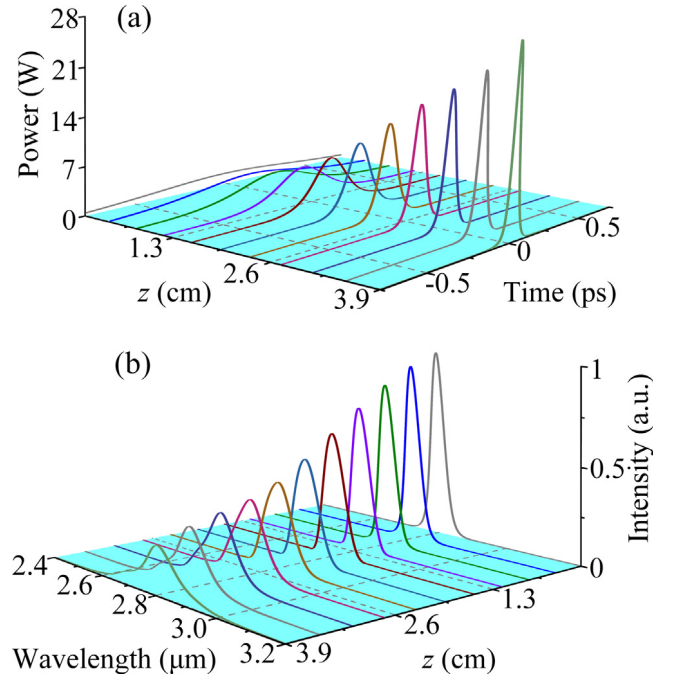 (a)
28
21
14
7
0
Power (W)
1.3
2.6
3.9
z (cm)
-0.5
0
0.5
Time (ps)
(b)
1
0.5
0
Intensity (a.u.)
2.4
2.6
2.8
3.0
3.2
Wavelength (μm)
3.9
2.6
1.3
z (cm)